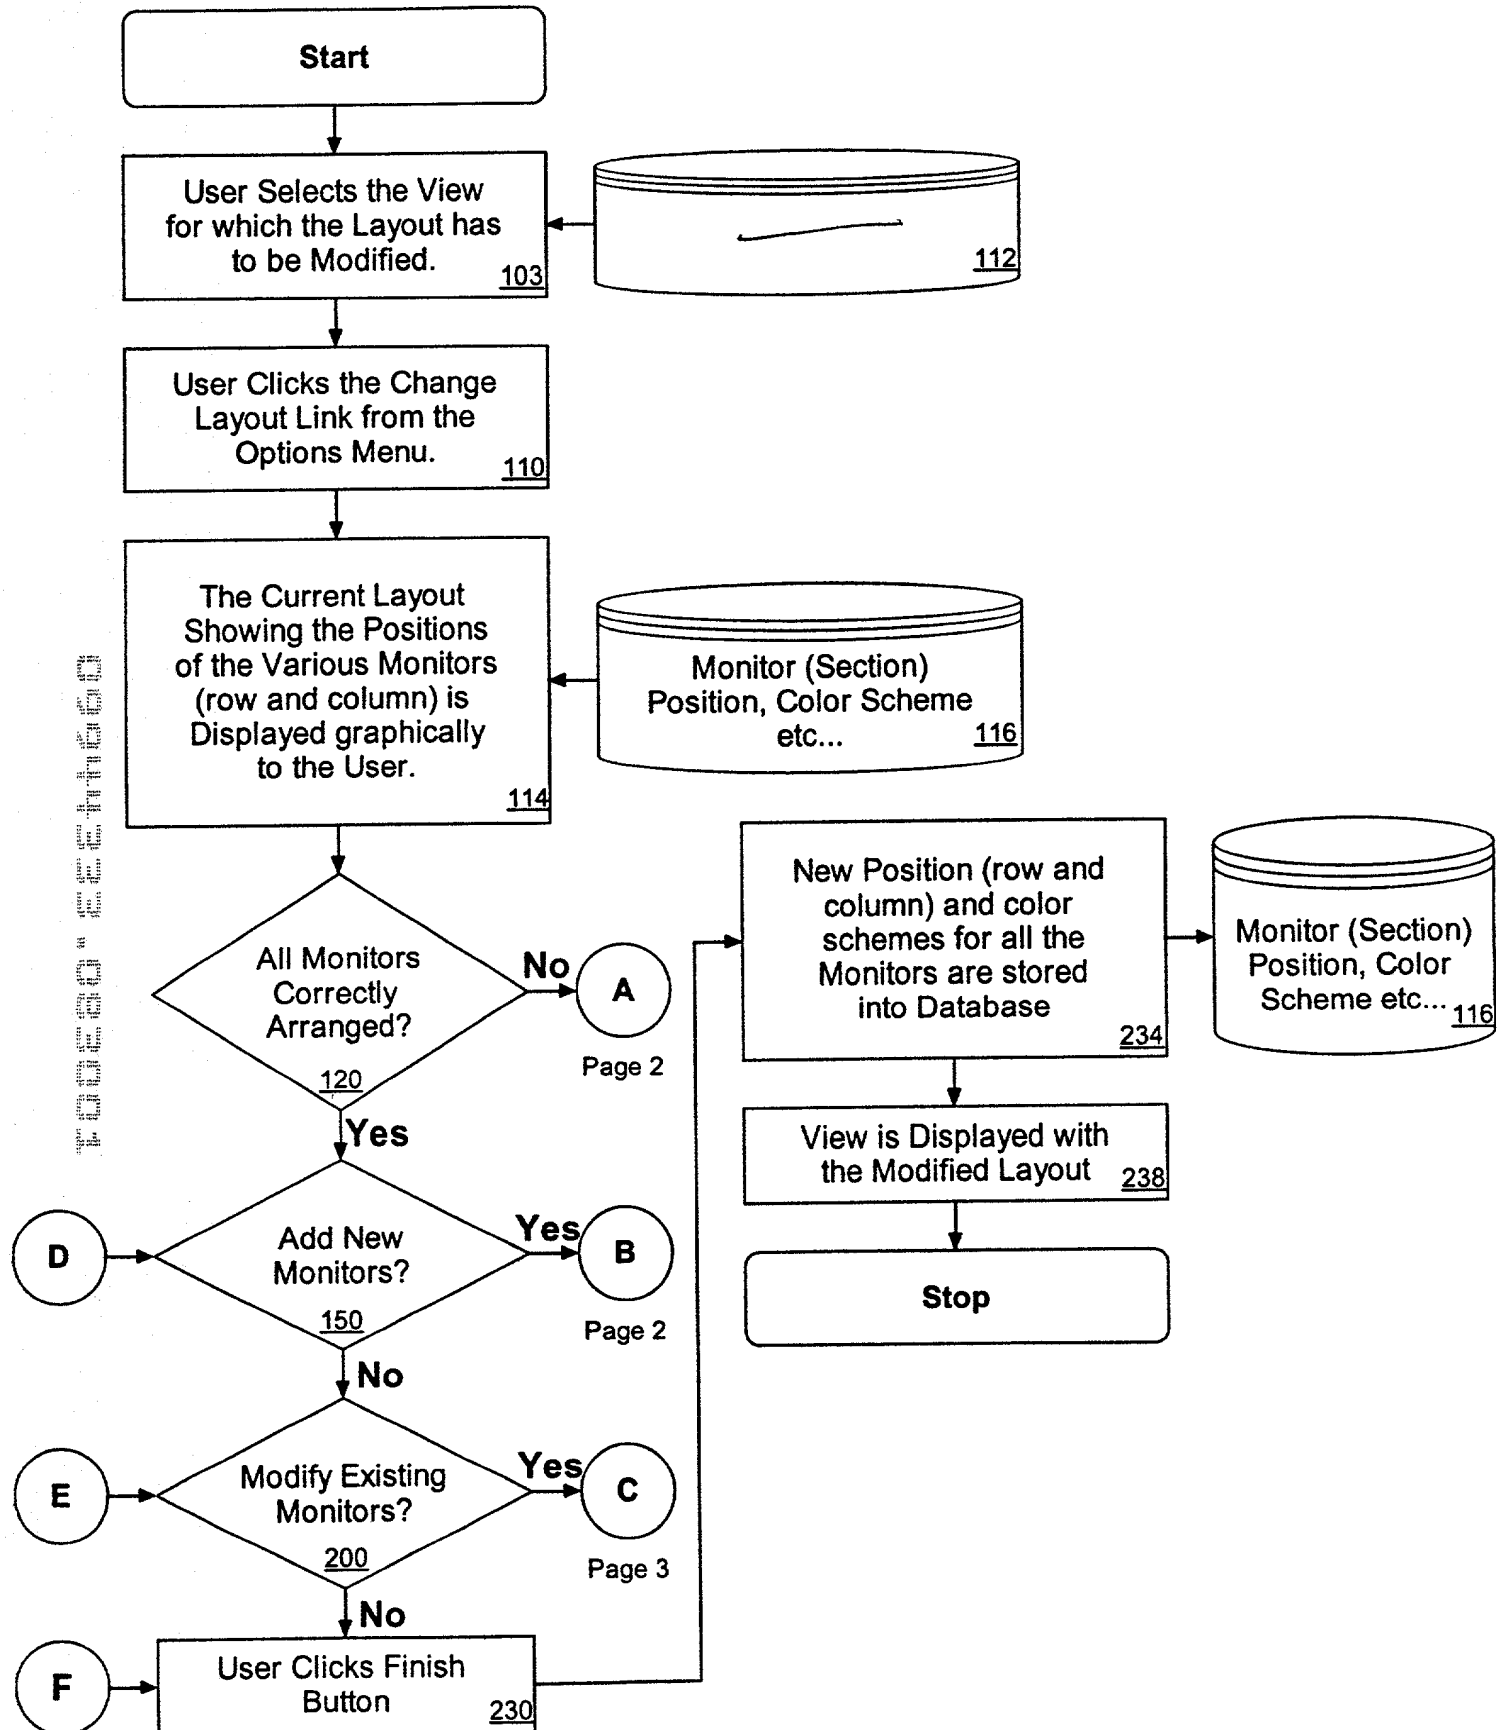 Start
User Selects the View
for which the Layout has
to be Modified.
103
112
User Clicks the Change
Layout Link from the
Options Menu.
110
The Current Layout
Showing the Positions
of the Various Monitors
(row and column) is
Displayed graphically
to the User.
114
Monitor (Section)
Position, Color Scheme
etc...
116
All Monitors
Correctly
Arranged?
120
No
A
Page 2
Yes
D
Add New
Monitors?
150
Yes
B
Page 2
No
E
Modify Existing
Monitors?
200
Yes
C
Page 3
No
F
User Clicks Finish
Button
230
New Position (row and
column) and color
schemes for all the
Monitors are stored
into Database
234
Monitor (Section)
Position, Color
Scheme etc...
116
View is Displayed with
the Modified Layout
238
Stop